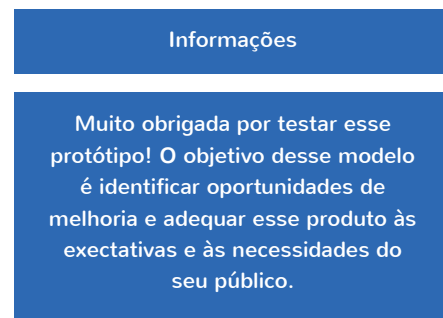 Informações
Muito obrigada por testar esse
protótipo! O objetivo desse modelo
é identificar oportunidades de
melhoria e adequar esse produto às
exectativas e às necessidades do
seu público.